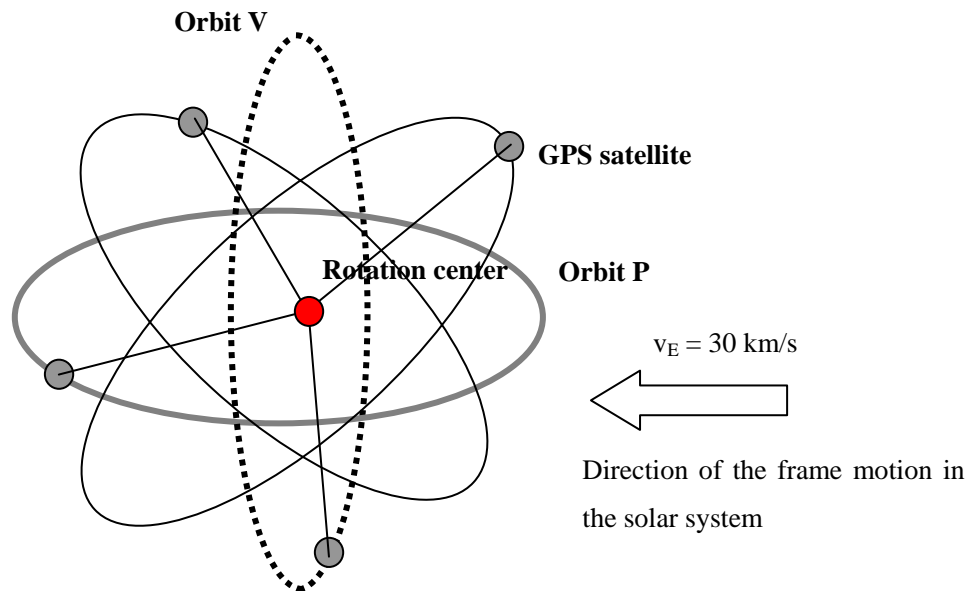 Orbit V
GPS satellite
Rotation center
Orbit P
v_E = 30 km/s
Direction of the frame motion in
the solar system